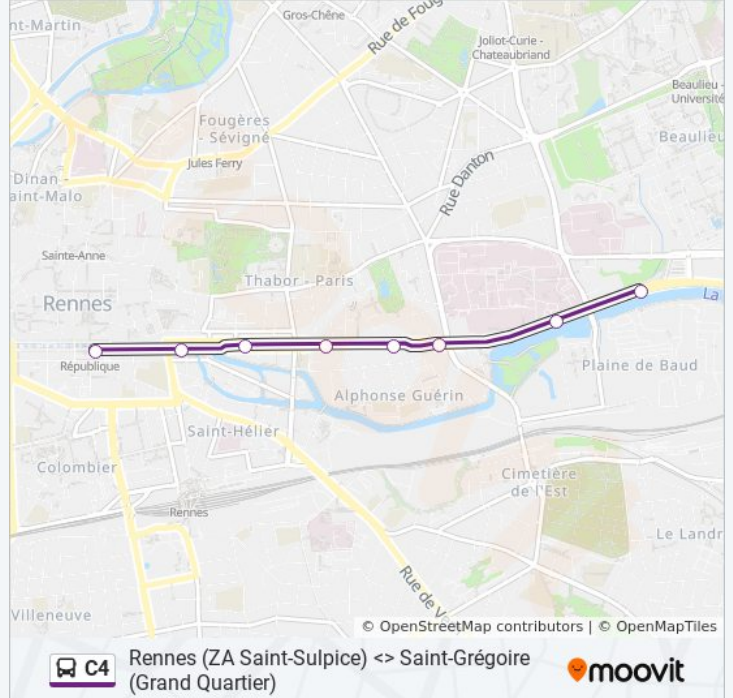 nt-Martin
Gros-Chêne
Rue de Foug
Joliot-Curie -
Chateaubriand
Beaulieu -
Université
Fougères
- Sévigné
Beaulieu
Jules Ferry
Rue Danton
Dinan -
aint-Malo
Sainte-Anne
Thabor - Paris
Rennes
La
République
Plaine de Baud
Alphonse Guérin
Saint-Hélier
Colombier
Cimetière
de l'Est
Rennes
Le Landr
Rue de V
Villeneuve
© OpenStreetMap contributors | © OpenMapTiles
C4
Rennes (ZA Saint-Sulpice) <> Saint-Grégoire
(Grand Quartier)
moovit